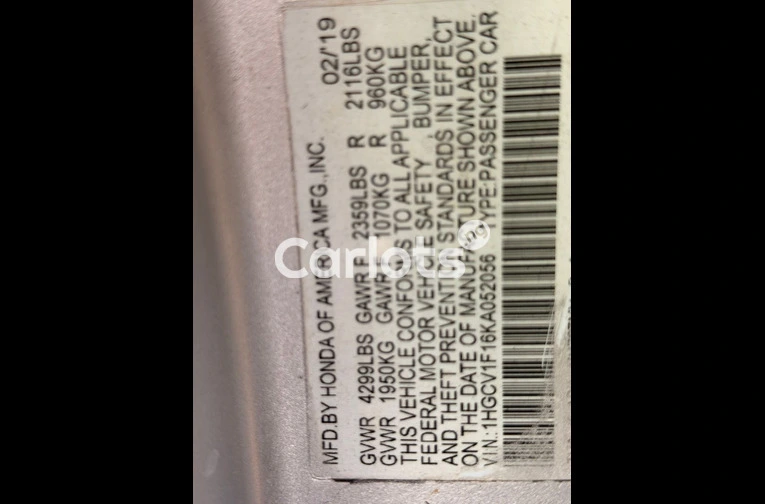 MFD.BY HONDA OF AMERICA MFG.,INC. 02/'19
GVWR 4299LBS GAWR F 2359LBS R 2116LBS
GVWR 1950KG GAWR F 1070KG R 960KG
THIS VEHICLE CONFORMS TO ALL APPLICABLE
FEDERAL MOTOR VEHICLE SAFETY , BUMPER,
AND THEFT PREVENTION STANDARDS IN EFFECT
ON THE DATE OF MANUFACTURE SHOWN ABOVE.
V.I.N.:1HGCV1F16KA052056 TYPE:PASSENGER CAR
Carlots